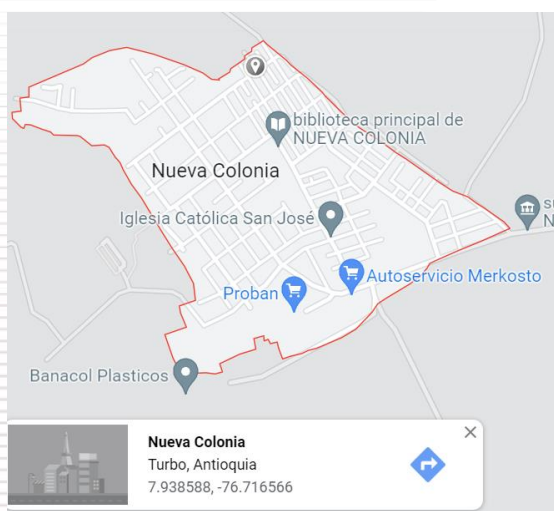 biblioteca principal de
NUEVA COLONIA
Nueva Colonia
Iglesia Católica San José
Proban
Autoservicio Merkosto
Banacol Plasticos
Nueva Colonia
Turbo, Antioquia
7.938588, -76.716566